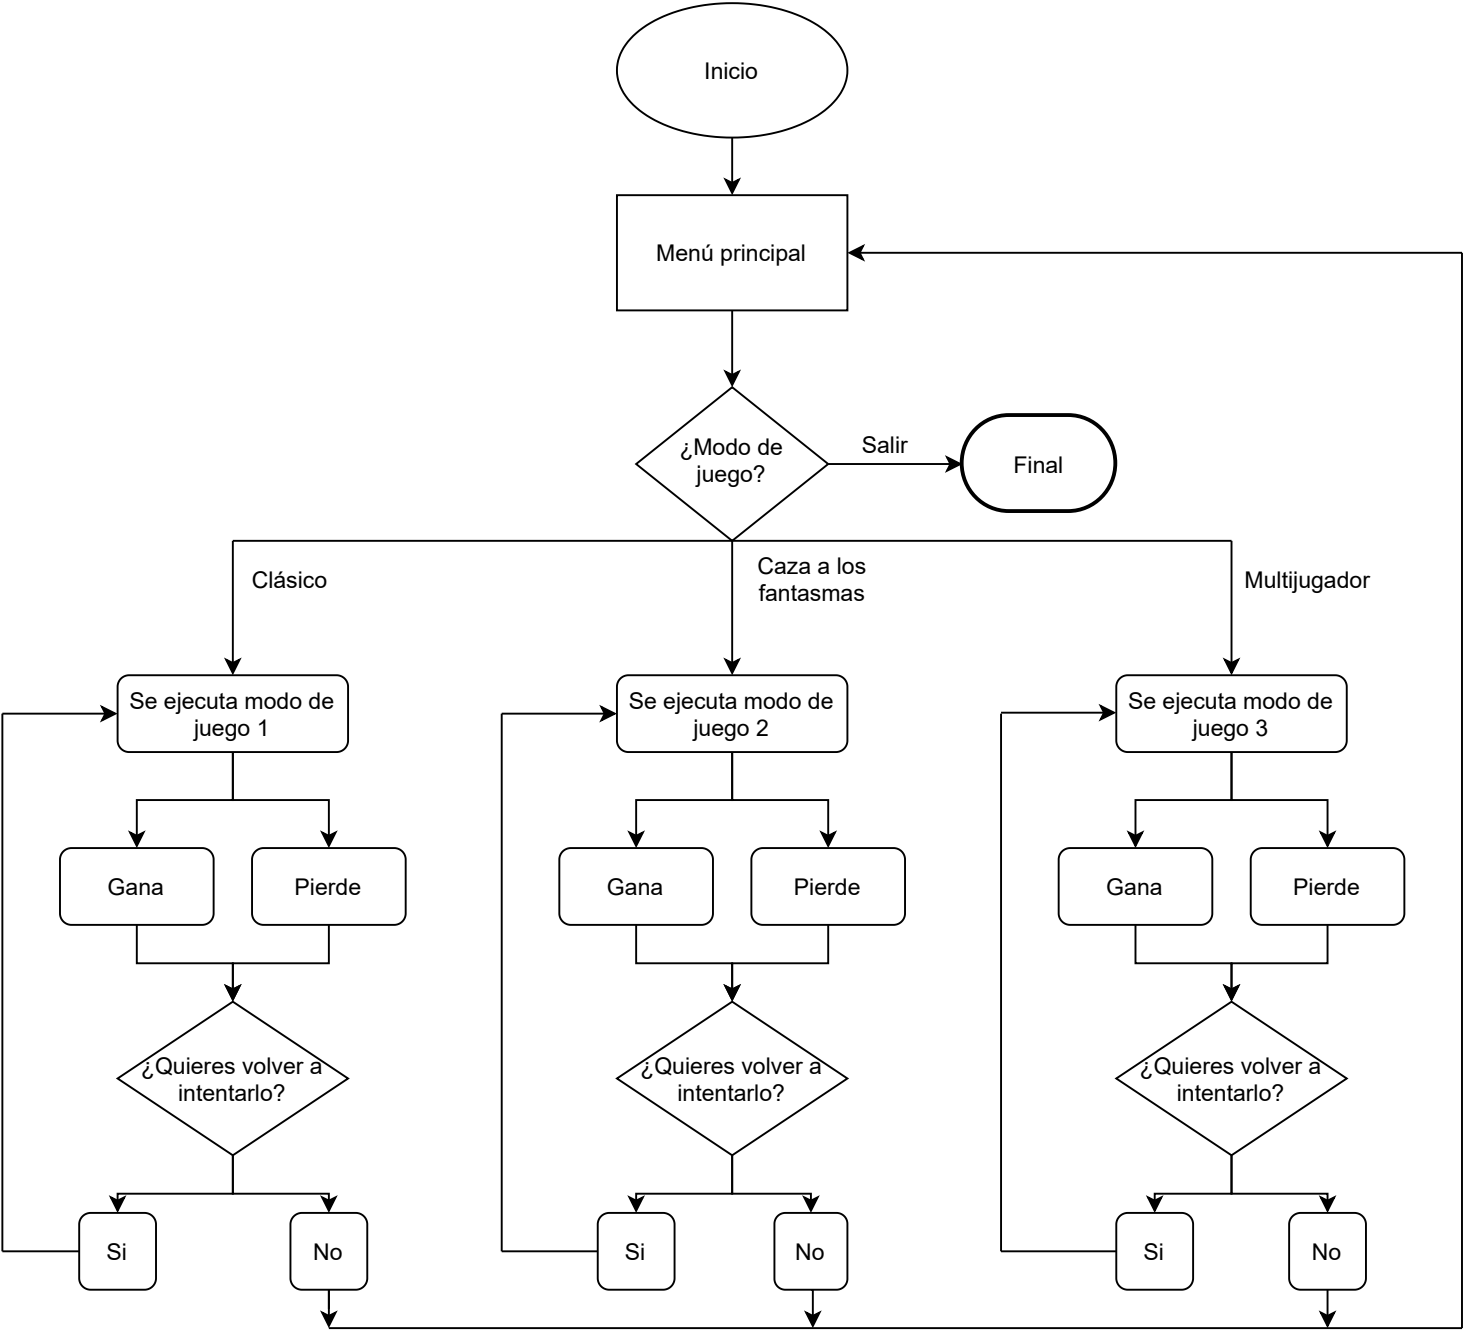 Inicio
Menú principal
¿Modo de
juego?
Salir
Final
Clásico
Caza a los
fantasmas
Multijugador
Se ejecuta modo de
juego 1
Se ejecuta modo de
juego 2
Se ejecuta modo de
juego 3
Gana
Pierde
Gana
Pierde
Gana
Pierde
¿Quieres volver a
intentarlo?
¿Quieres volver a
intentarlo?
¿Quieres volver a
intentarlo?
Si
No
Si
No
Si
No